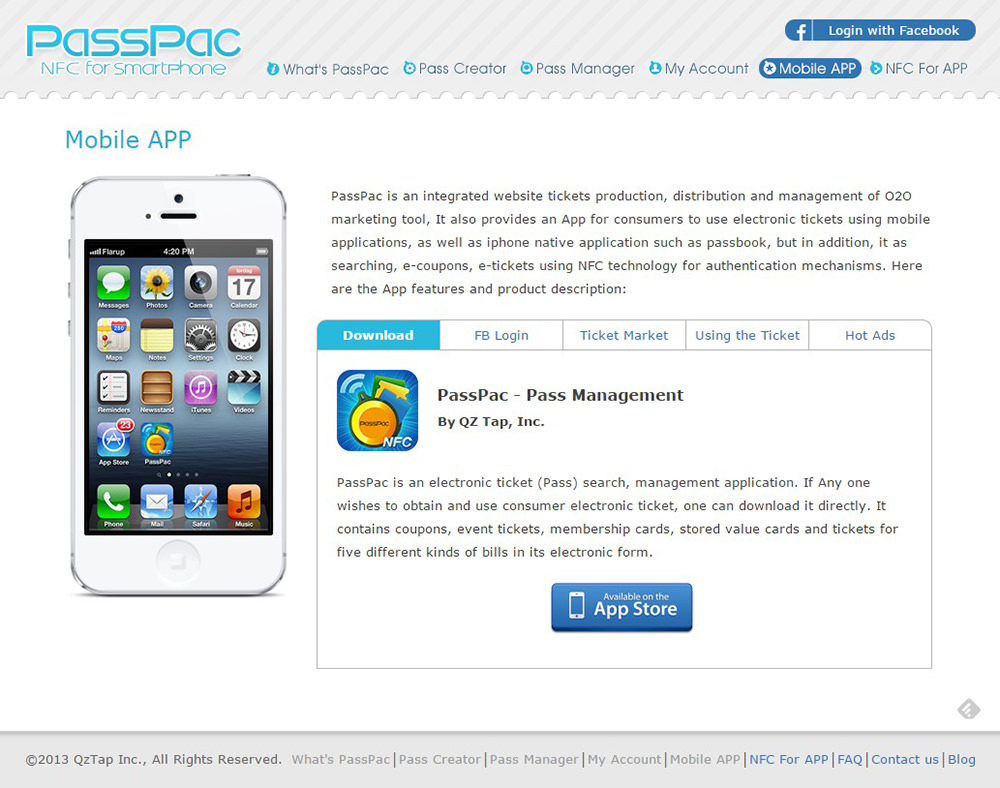 PassPac
NFC for Smartphone
Login with Facebook
What's PassPac
Pass Creator
Pass Manager
My Account
Mobile APP
NFC For APP
Mobile APP
Flarup 4:20 PM
Messages Photos Camera Calendar
17
280
Maps Notes Settings Clock
Reminders Newsstand iTunes Videos
23
App Store PassPac
Phone Mail Safari Music
PassPac is an integrated website tickets production, distribution and management of O2O
marketing tool, It also provides an App for consumers to use electronic tickets using mobile
applications, as well as iphone native application such as passbook, but in addition, it as
searching, e-coupons, e-tickets using NFC technology for authentication mechanisms. Here
are the App features and product description:
Download FB Login Ticket Market Using the Ticket Hot Ads
PassPac
NFC
PassPac - Pass Management
By QZ Tap, Inc.
PassPac is an electronic ticket (Pass) search, management application. If Any one
wishes to obtain and use consumer electronic ticket, one can download it directly. It
contains coupons, event tickets, membership cards, stored value cards and tickets for
five different kinds of bills in its electronic form.
Available on the
App Store
©2013 QzTap Inc., All Rights Reserved. What's PassPac|Pass Creator|Pass Manager|My Account|Mobile APP|NFC For APP|FAQ|Contact us|Blog